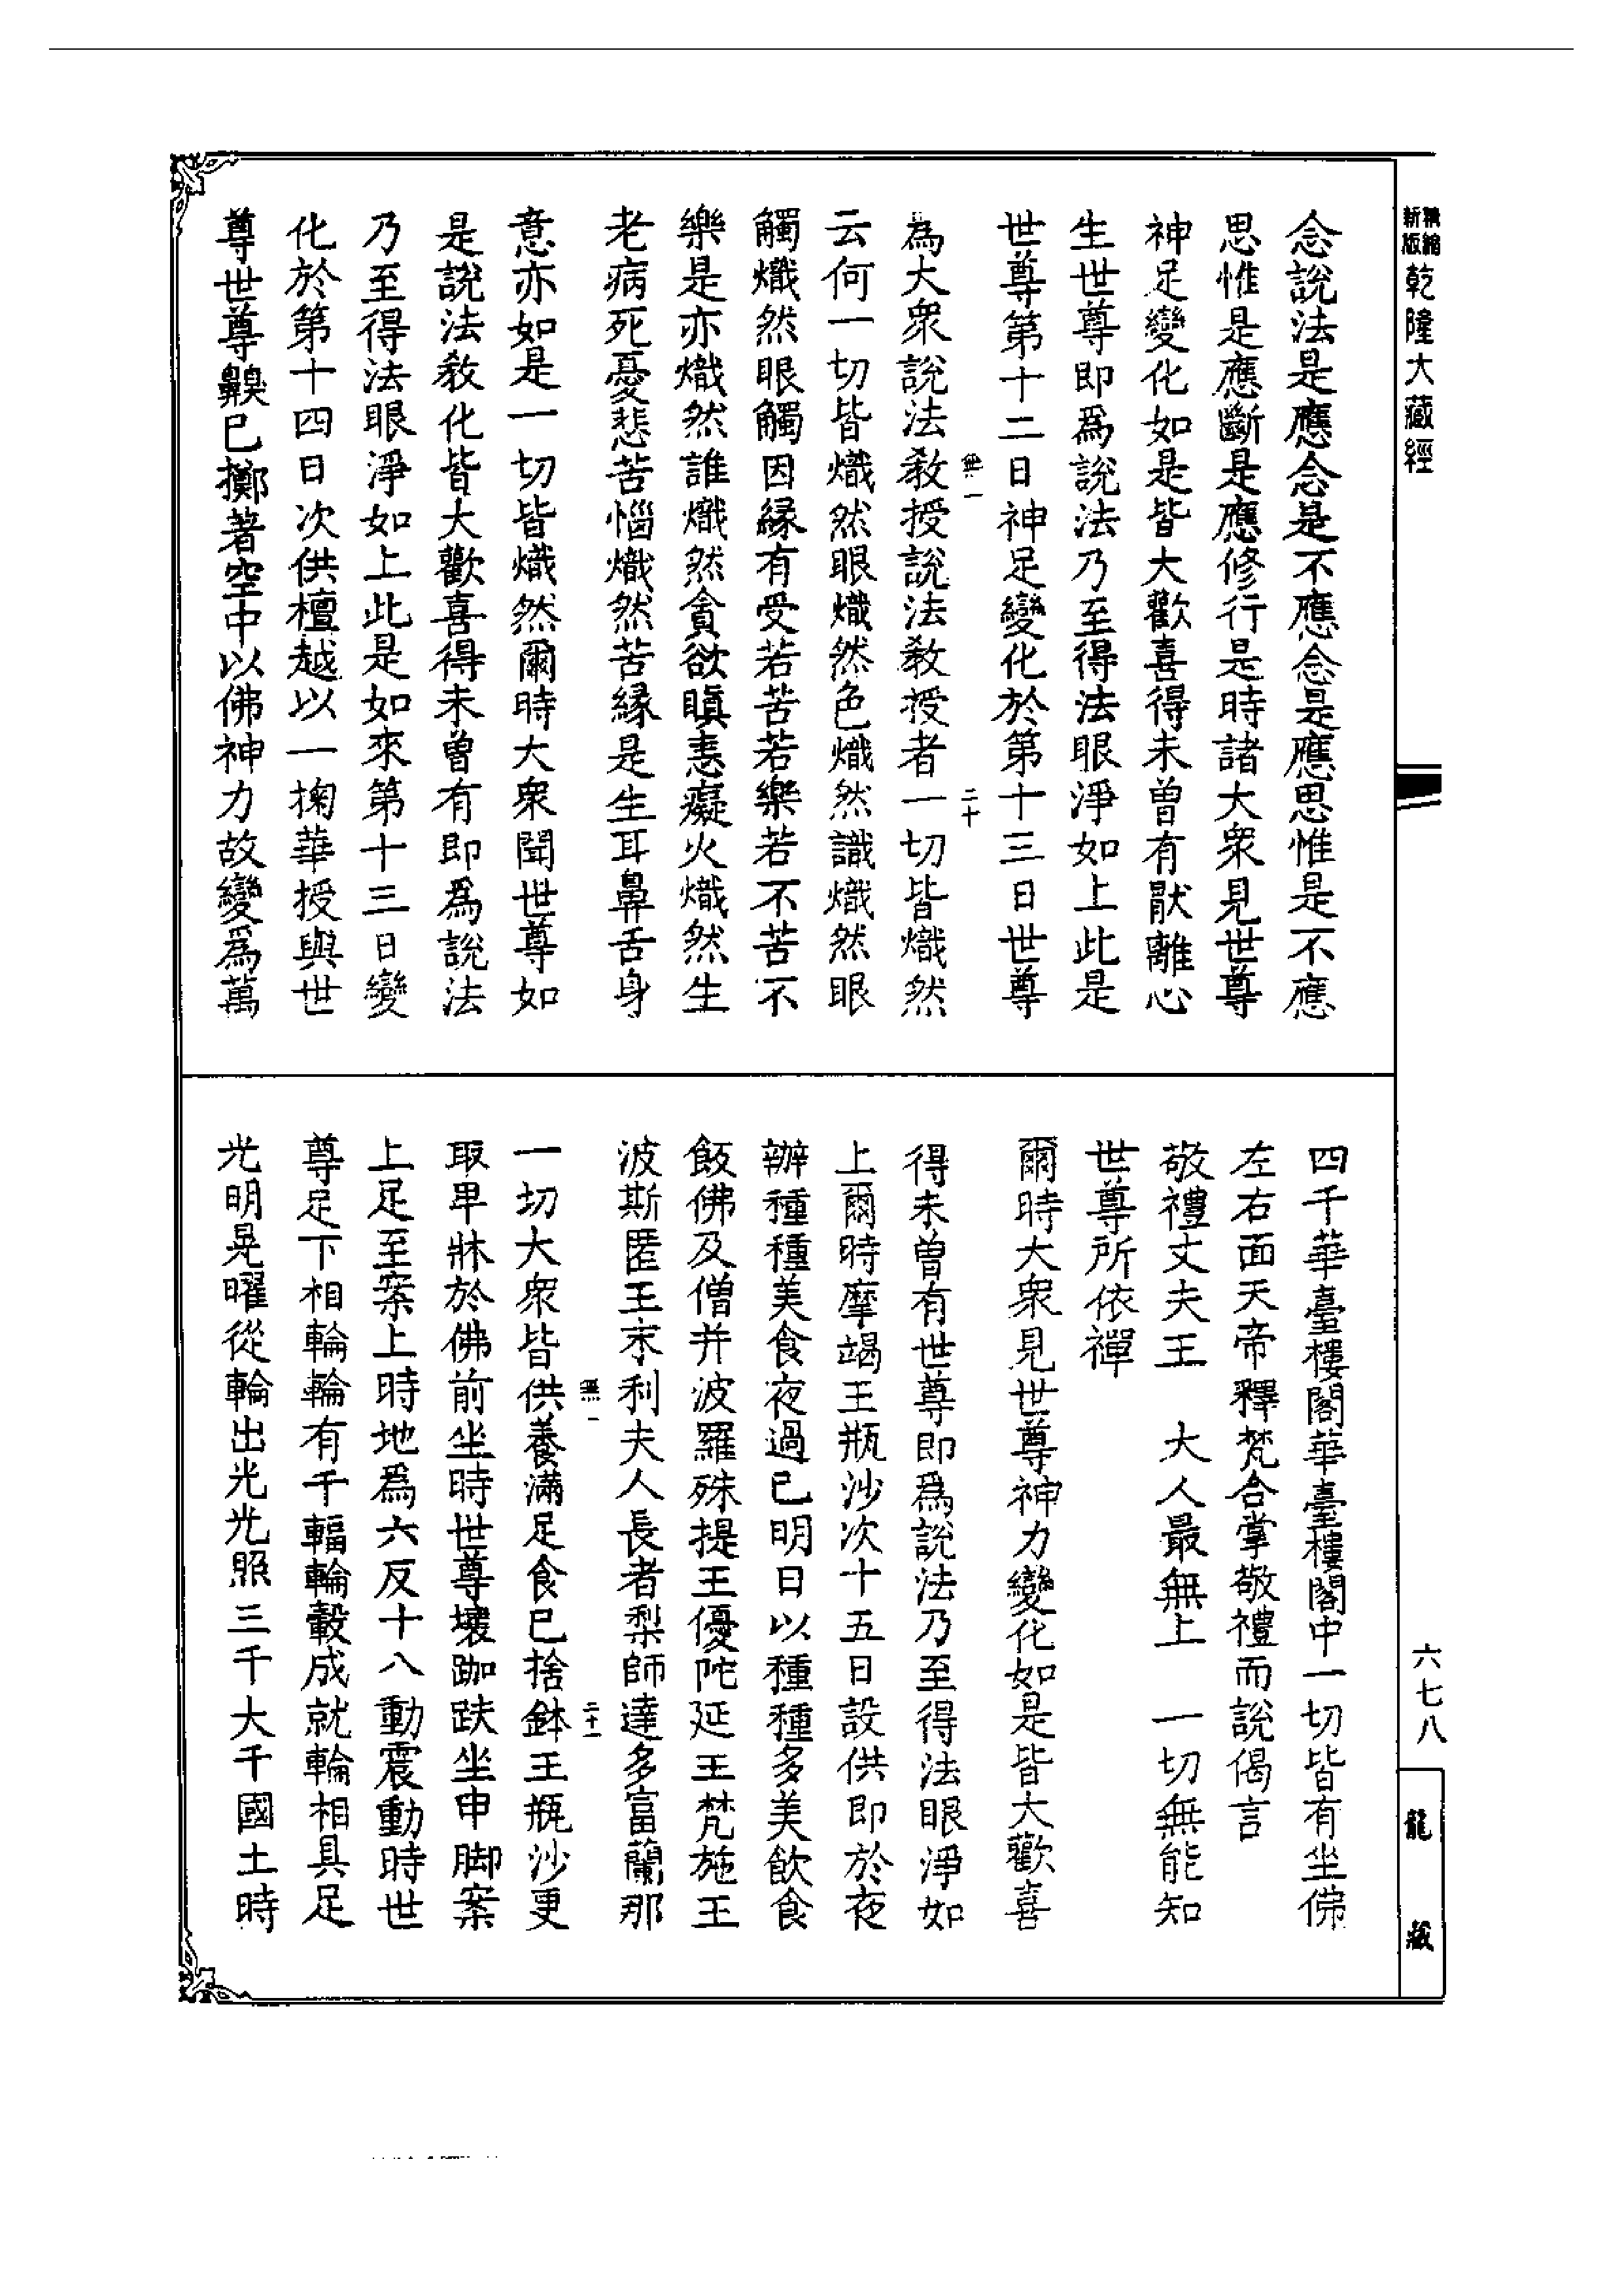 新版
精縮
乾隆大藏經
六七八
龍藏
念說法是應念是不應念是應思惟是不應
思惟是應斷是應修行是時諸大衆見世尊
神足變化如是皆大歡喜得未曾有厭離心
生世尊即爲說法乃至得法眼淨如上此是
世尊第十二日神足變化於第十三日世尊
為大衆說法教授說法教授者一切皆熾然
無一
二十
云何一切皆熾然眼熾然色熾然識熾然眼
觸熾然眼觸因緣有受若苦若樂若不苦不
樂是亦熾然誰熾然貪欲瞋恚癡火熾然生
老病死憂悲苦惱熾然苦緣是生耳鼻舌身
意亦如是一切皆熾然爾時大衆聞世尊如
是說法教化皆大歡喜得未曾有即爲說法
乃至得法眼淨如上此是如來第十三日變
化於第十四日次供檀越以一掬華授與世
尊世尊齅已擲著空中以佛神力故變爲萬
四千華臺樓閣華臺樓閣中一切皆有坐佛
左右面天帝釋梵合掌敬禮而說偈言
敬禮丈夫王　大人最無上　一切無能知
世尊所依禪
爾時大衆見世尊神力變化如是皆大歡喜
得未曾有世尊即爲說法乃至得法眼淨如
上爾時摩竭王瓶沙次十五日設供即於夜
辦種種美食夜過已明日以種種多美飲食
飯佛及僧并波羅殊提王優陀延王梵施王
波斯匿王末利夫人長者梨師達多富蘭那
無一
二十一
一切大衆皆供養滿足食已捨鉢王瓶沙更
取早牀於佛前坐時世尊壞跏趺坐申脚案
上足至案上時地爲六反十八動震動時世
尊足下相輪輪有千輻輪轂成就輪相具足
光明晃曜從輪出光光照三千大千國土時